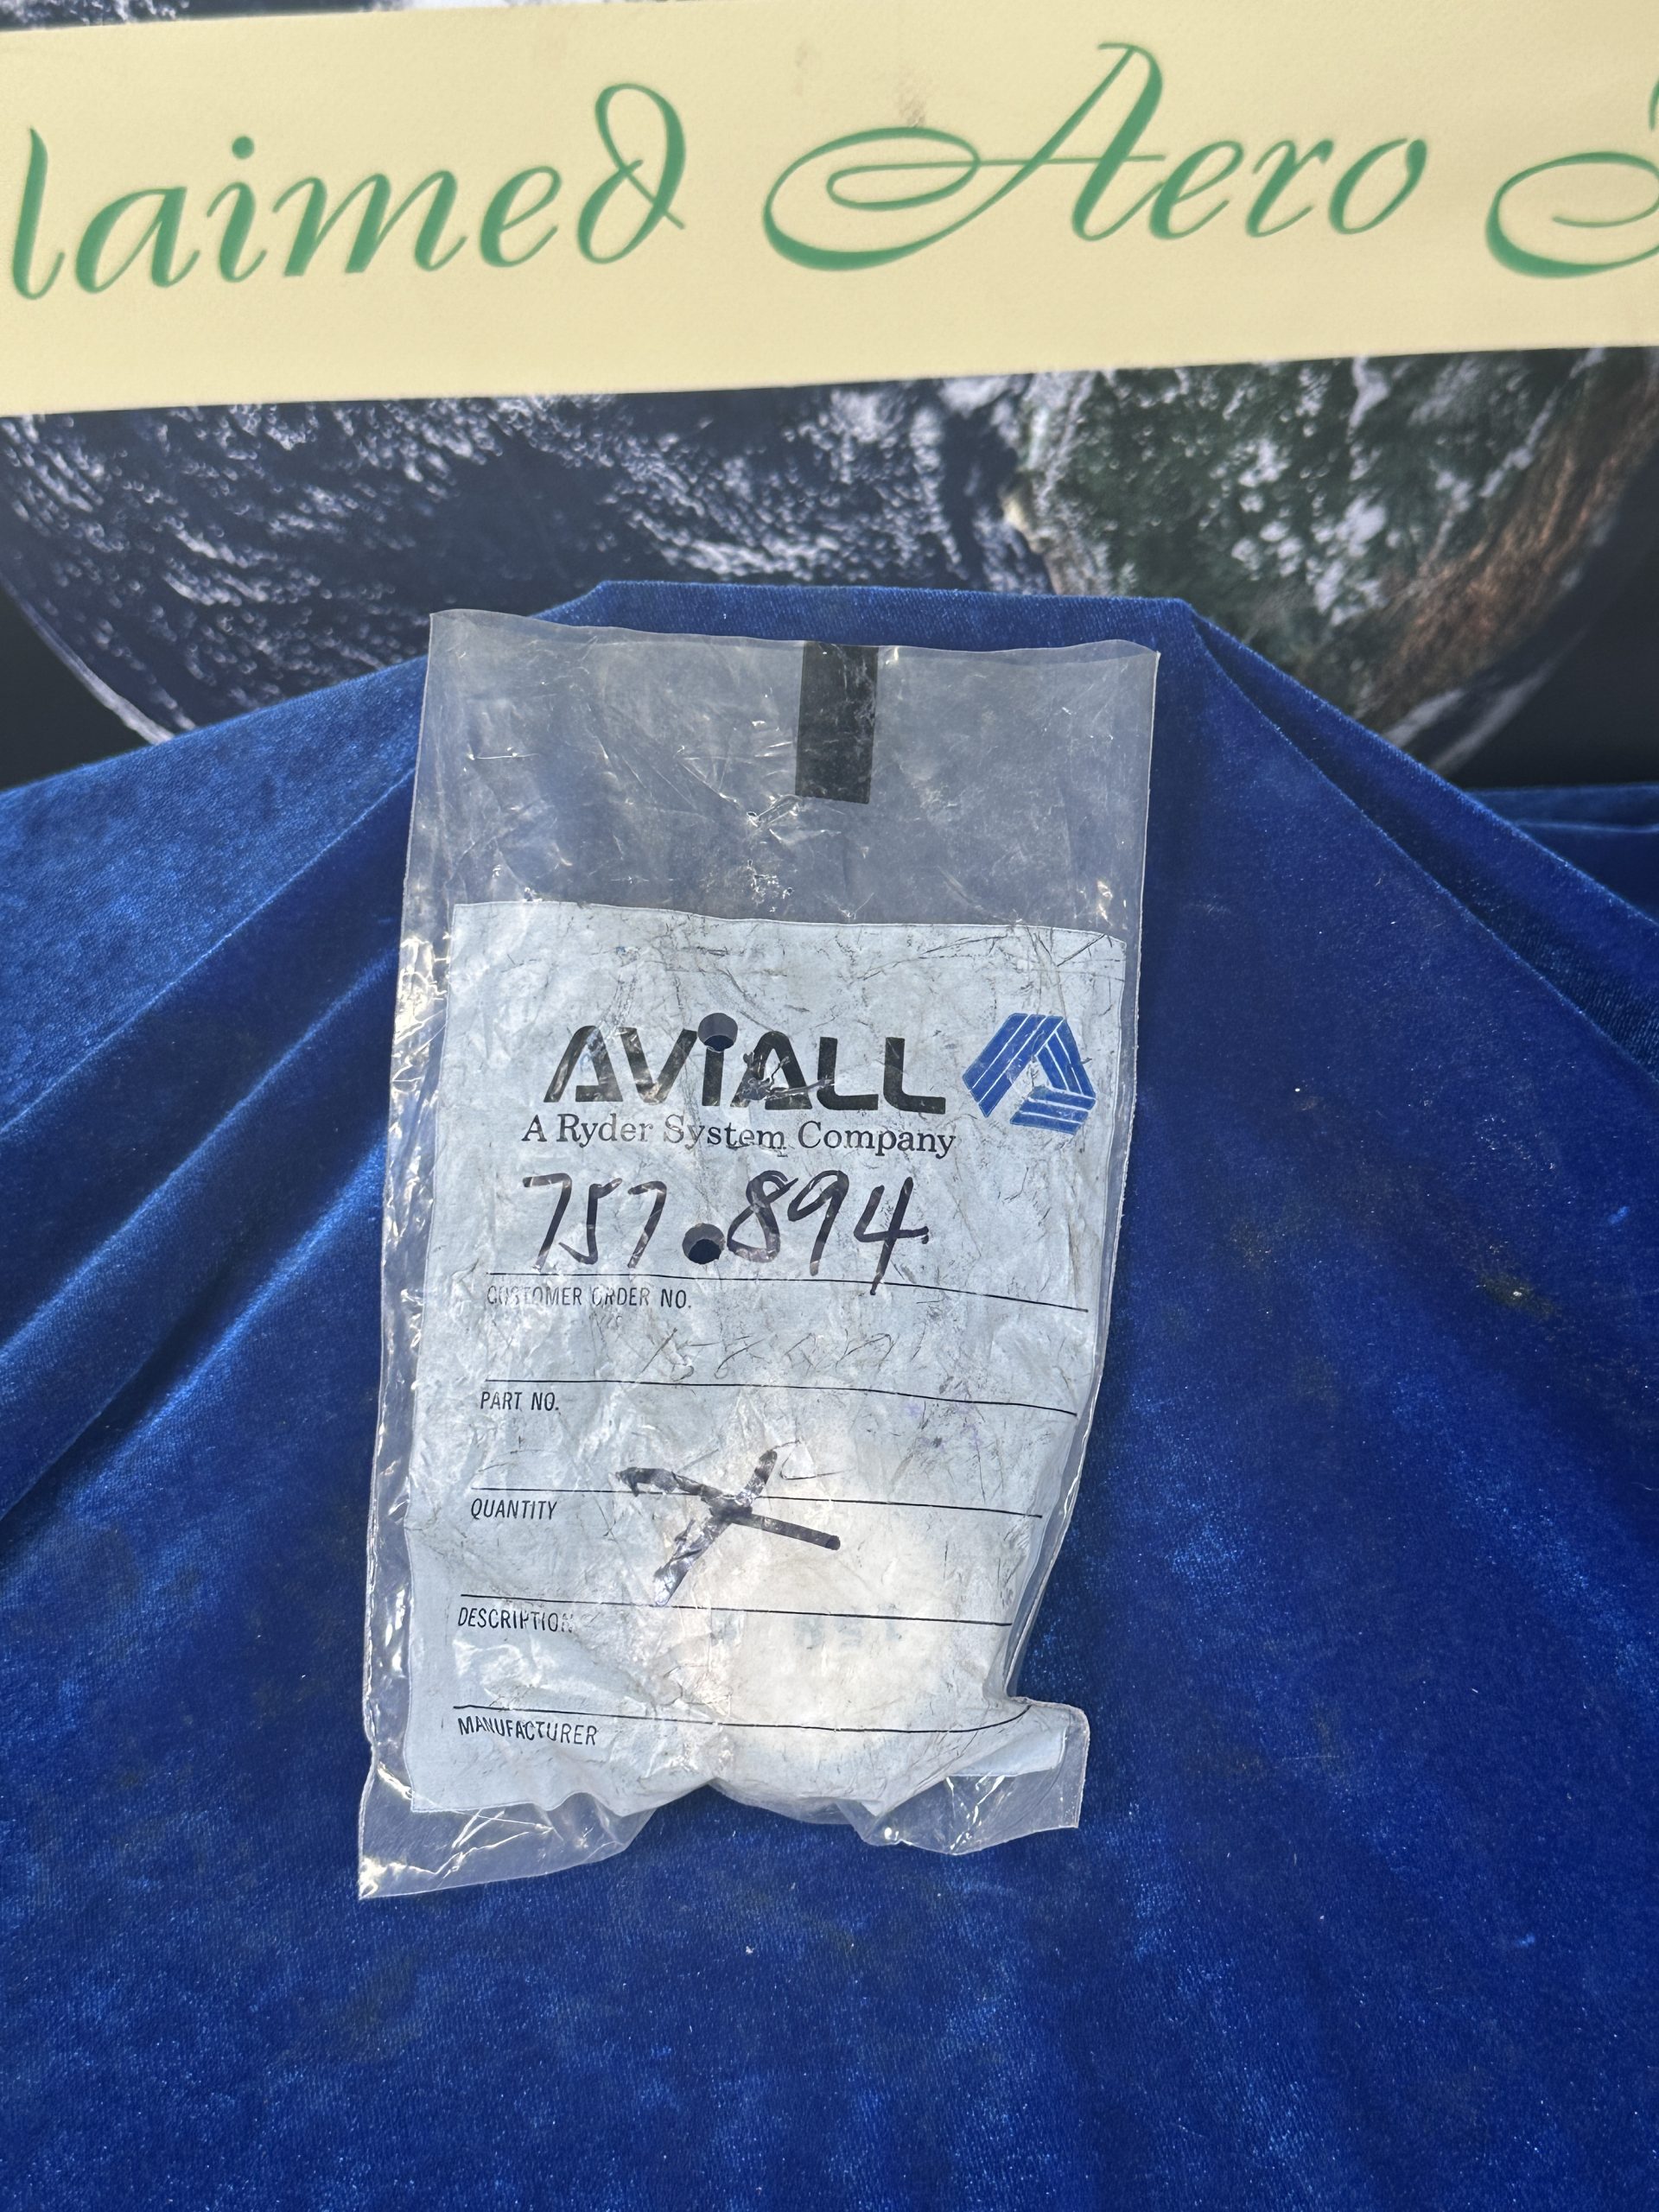 laimed Aero
AVIALL
A Ryder System Company
757.894
CUSTOMER ORDER NO.
PART NO.
QUANTITY
DESCRIPTION
MANUFACTURER